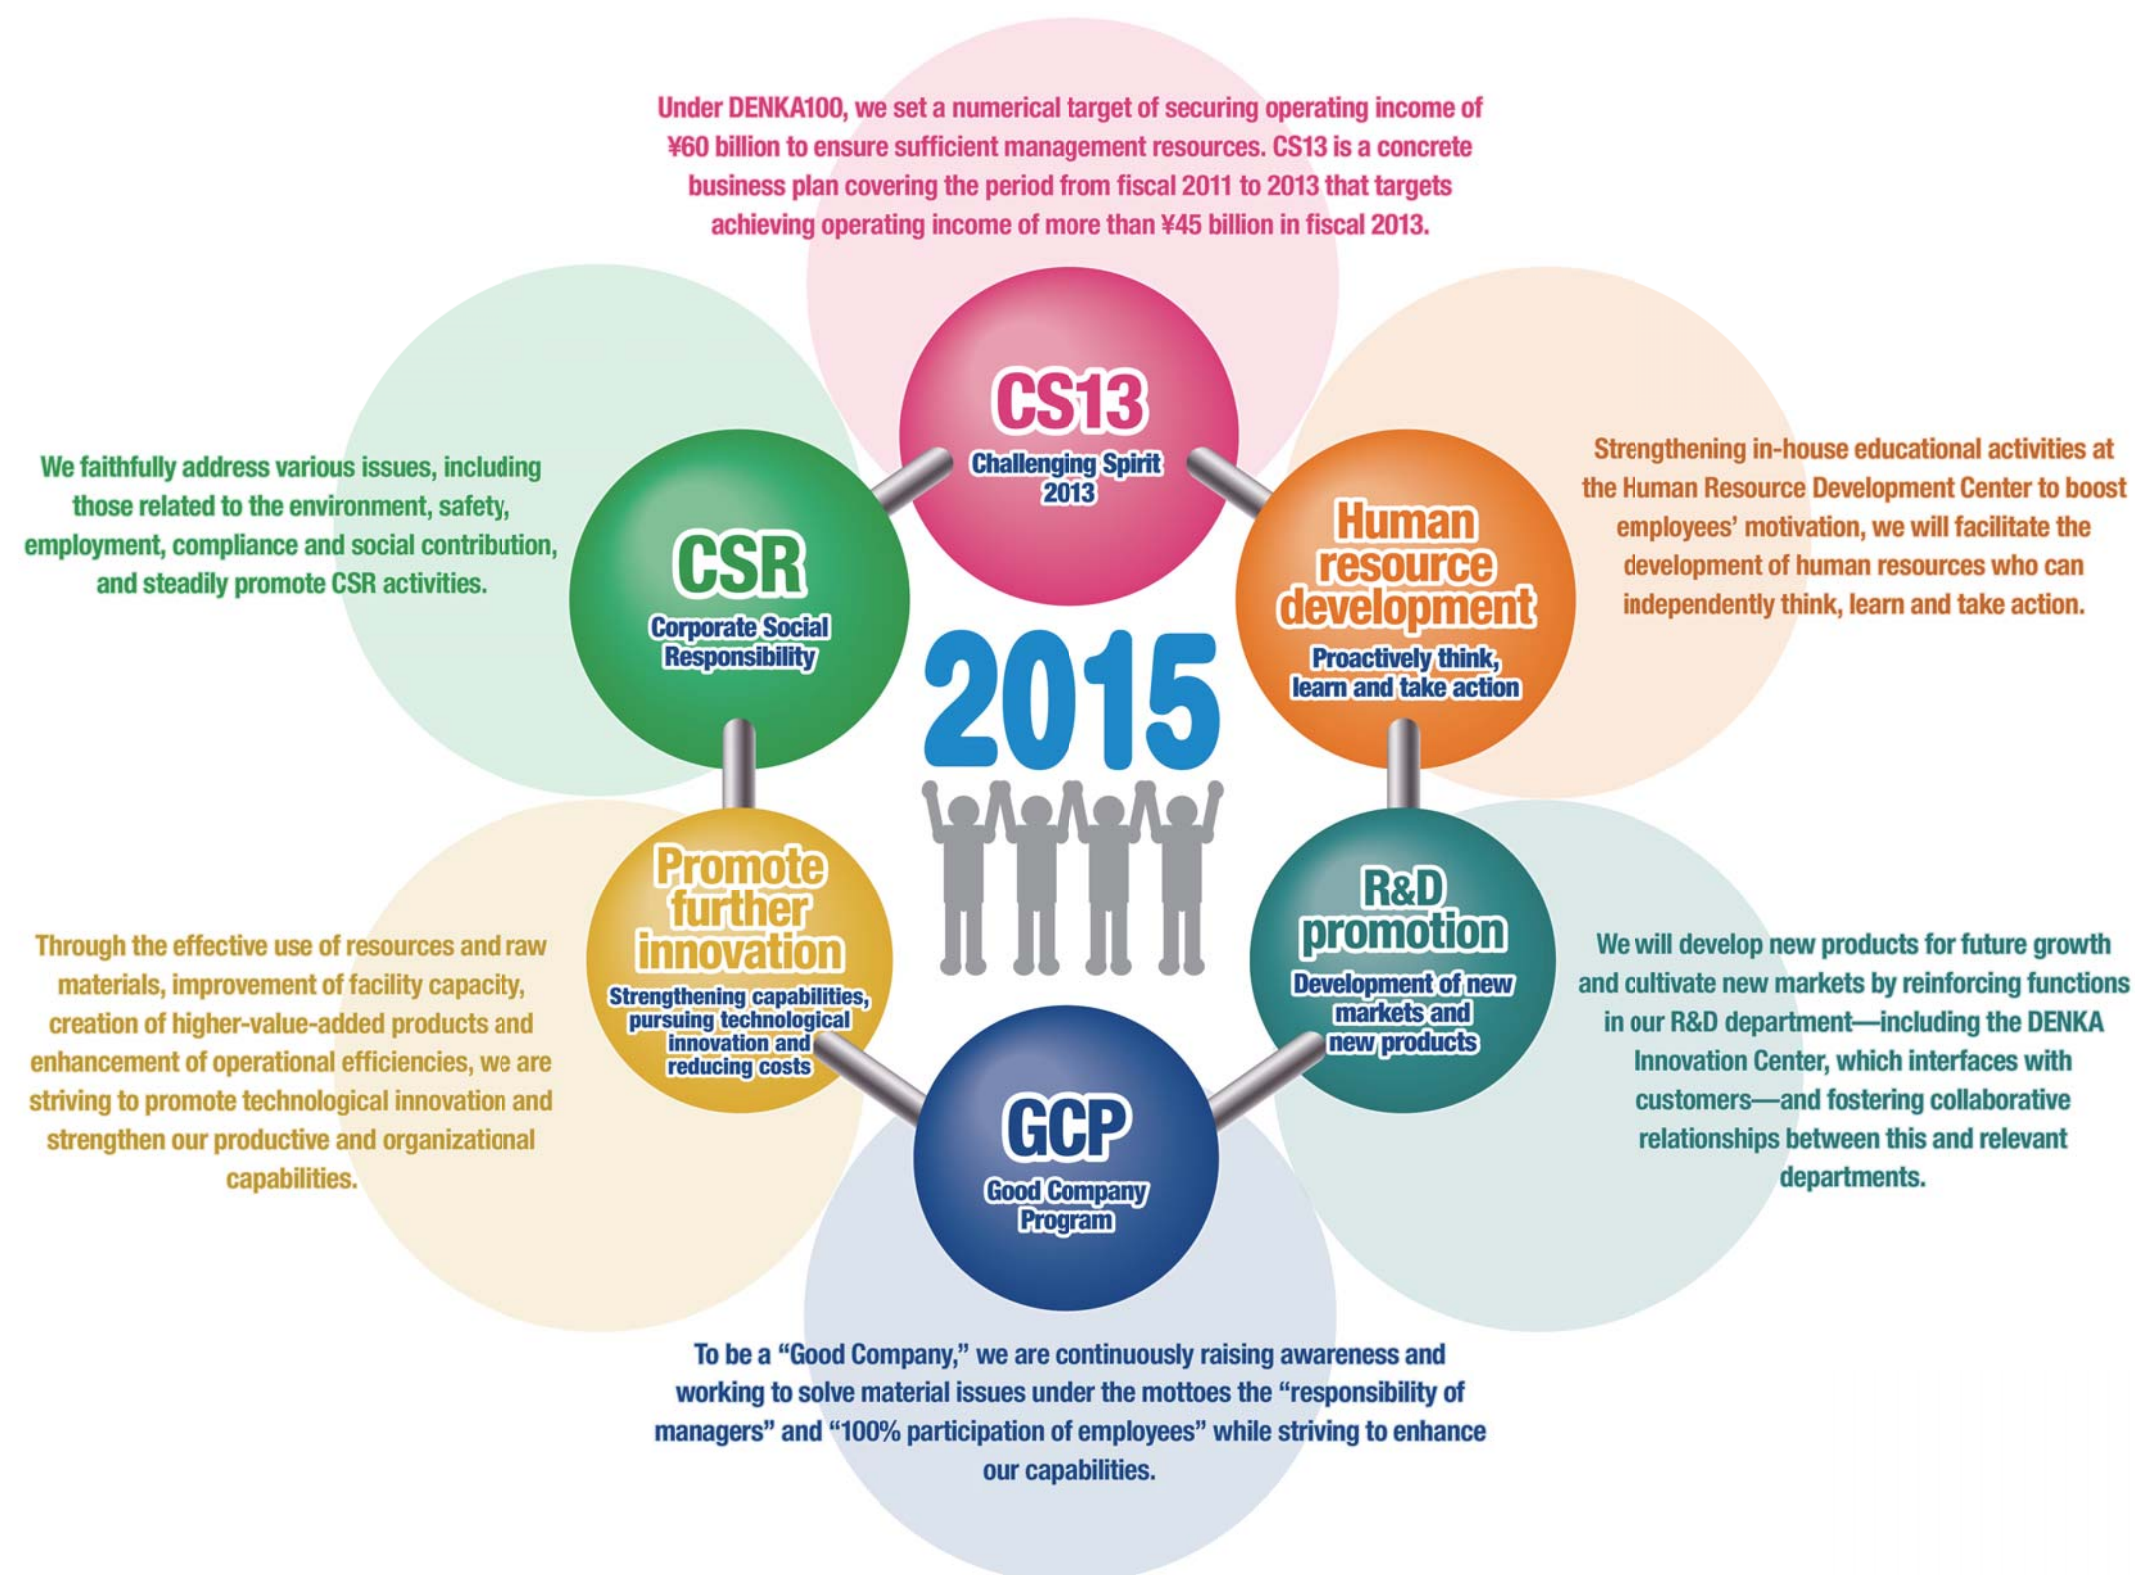 Under DENKA100, we set a numerical target of securing operating income of
¥60 billion to ensure sufficient management resources. CS13 is a concrete
business plan covering the period from fiscal 2011 to 2013 that targets
achieving operating income of more than ¥45 billion in fiscal 2013.
CS13
Challenging Spirit
2013
We faithfully address various issues, including
those related to the environment, safety,
employment, compliance and social contribution,
and steadily promote CSR activities.
CSR
Corporate Social
Responsibility
Human
resource
development
Proactively think,
learn and take action
Strengthening in-house educational activities at
the Human Resource Development Center to boost
employees’ motivation, we will facilitate the
development of human resources who can
independently think, learn and take action.
2015
Through the effective use of resources and raw
materials, improvement of facility capacity,
creation of higher-value-added products and
enhancement of operational efficiencies, we are
striving to promote technological innovation and
strengthen our productive and organizational
capabilities.
Promote
further
innovation
Strengthening capabilities,
pursuing technological
innovation and
reducing costs
R&D
promotion
Development of new
markets and
new products
We will develop new products for future growth
and cultivate new markets by reinforcing functions
in our R&D department—including the DENKA
Innovation Center, which interfaces with
customers—and fostering collaborative
relationships between this and relevant
departments.
GCP
Good Company
Program
To be a “Good Company,” we are continuously raising awareness and
working to solve material issues under the mottoes the “responsibility of
managers” and “100% participation of employees” while striving to enhance
our capabilities.